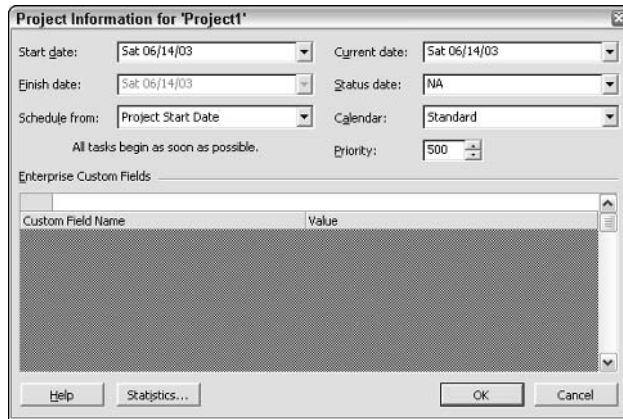 Project Information for 'Project1'
Start date: Sat 06/14/03 Current date: Sat 06/14/03
Finish date: Sat 06/14/03 Status date: NA
Schedule from: Project Start Date Calendar: Standard
All tasks begin as soon as possible. Priority: 500
Enterprise Custom Fields
Custom Field Name Value
Help Statistics... OK Cancel